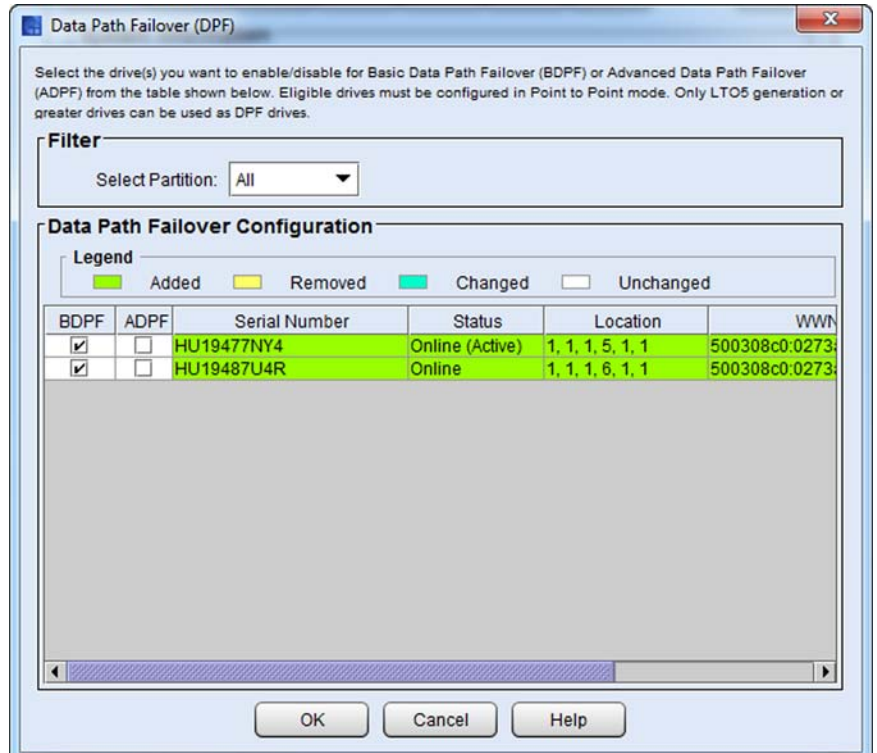 Data Path Failover (DPF)
Select the drive(s) you want to enable/disable for Basic Data Path Failover (BDPF) or Advanced Data Path Failover
(ADPF) from the table shown below. Eligible drives must be configured in Point to Point mode. Only LTO5 generation or
greater drives can be used as DPF drives.
Filter
Select Partition: All
Data Path Failover Configuration
Legend
Added Removed Changed Unchanged
BDPF ADPF Serial Number Status Location WWN
HU19477NY4 Online (Active) 1, 1, 1, 5, 1, 1 500308c0:0273
HU19487U4R Online 1, 1, 1, 6, 1, 1 500308c0:0273
OK Cancel Help